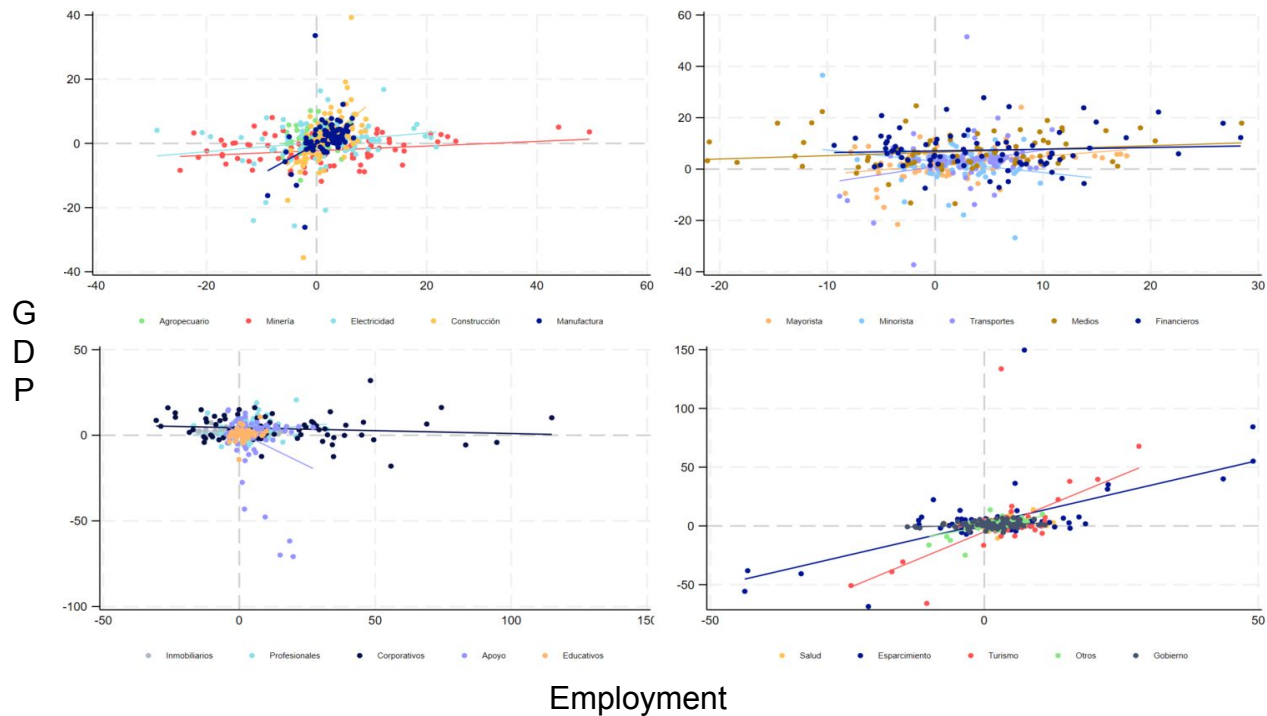 40
20
0
-20
-40
-40 -20 0 20 40 60
Agropecuario Minería Electricidad Construcción Manufactura
60
40
20
0
-20
-40
-20 -10 0 10 20 30
Mayorista Minorista Transportes Medios Financieros
G
D
P
50
0
-50
-100
-50 0 50 100
Inmobiliarios Profesionales Corporativos Apoyo Educativos
150
100
50
0
-50
-50 0 50
Salud Esparcimiento Turismo Otros Gobierno
Employment